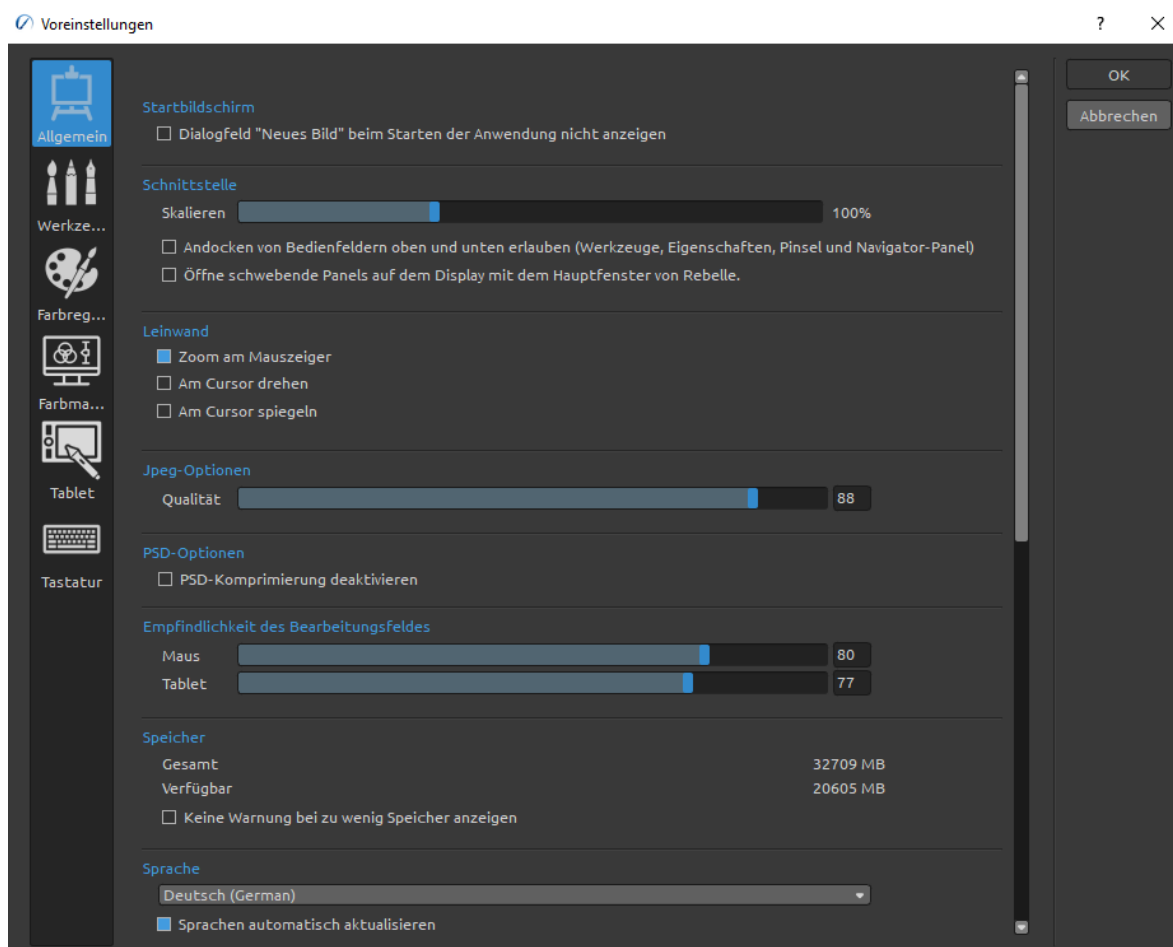 Voreinstellungen
?
Allgemein
Werkze...
Farbreg...
Farbma...
Tablet
Tastatur
Startbildschirm
Dialogfeld "Neues Bild" beim Starten der Anwendung nicht anzeigen
Schnittstelle
Skalieren 100%
Andocken von Bedienfeldern oben und unten erlauben (Werkzeuge, Eigenschaften, Pinsel und Navigator-Panel)
Öffne schwebende Panels auf dem Display mit dem Hauptfenster von Rebelle.
Leinwand
Zoom am Mauszeiger
Am Cursor drehen
Am Cursor spiegeln
Jpeg-Optionen
Qualität 88
PSD-Optionen
PSD-Komprimierung deaktivieren
Empfindlichkeit des Bearbeitungsfeldes
Maus 80
Tablet 77
Speicher
Gesamt 32709 MB
Verfügbar 20605 MB
Keine Warnung bei zu wenig Speicher anzeigen
Sprache
Deutsch (German)
Sprachen automatisch aktualisieren
OK
Abbrechen